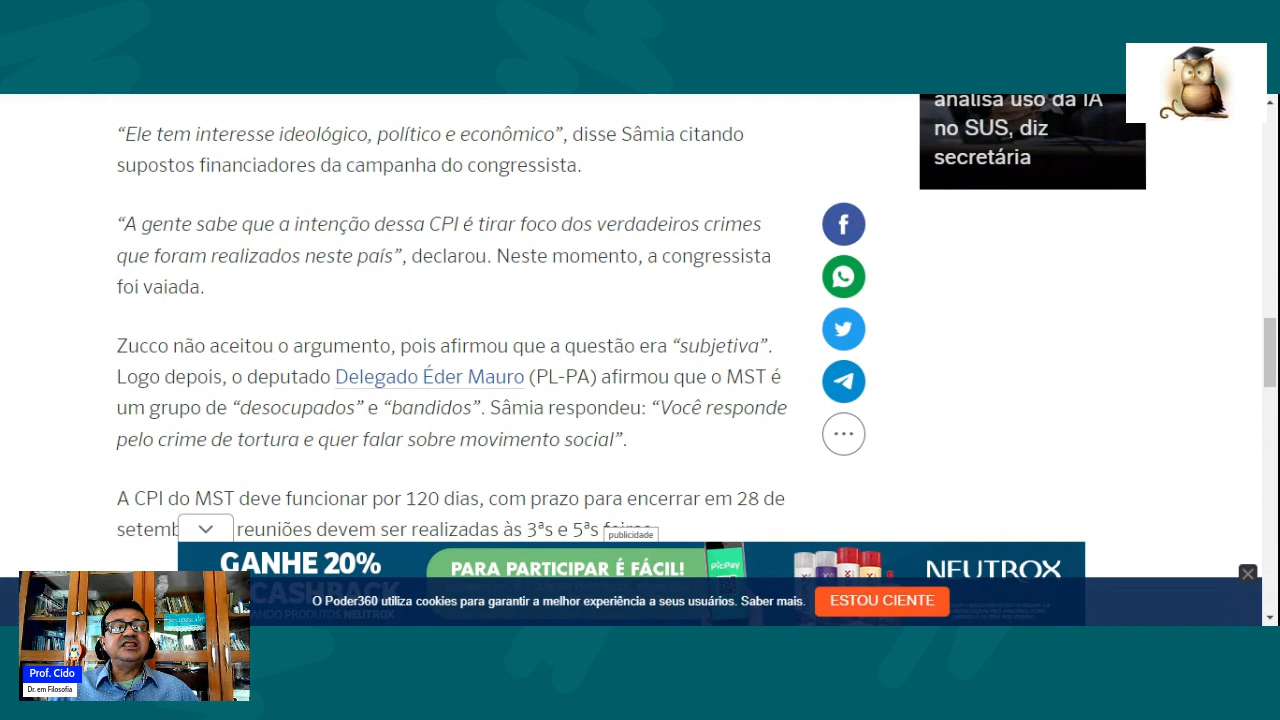 analisa uso da IA
no SUS, diz
secretária
“Ele tem interesse ideológico, político e econômico”, disse Sâmia citando
supostos financiadores da campanha do congressista.
“A gente sabe que a intenção dessa CPI é tirar foco dos verdadeiros crimes
que foram realizados neste país”, declarou. Neste momento, a congressista
foi vaiada.
Zucco não aceitou o argumento, pois afirmou que a questão era “subjetiva”.
Logo depois, o deputado Delegado Éder Mauro (PL-PA) afirmou que o MST é
um grupo de “desocupados” e “bandidos”. Sâmia respondeu: “Você responde
pelo crime de tortura e quer falar sobre movimento social”.
A CPI do MST deve funcionar por 120 dias, com prazo para encerrar em 28 de
reuniões devem ser realizadas às 3ªs e 5ªs feiras
publicidade
GANHE 20%
CASHBACK
PARA PARTICIPAR É FÁCIL!
PicPay
NEUTROX
O Poder360 utiliza cookies para garantir a melhor experiência a seus usuários. Saber mais.
ESTOU CIENTE
Prof. Cido
Dr. em Filosofia